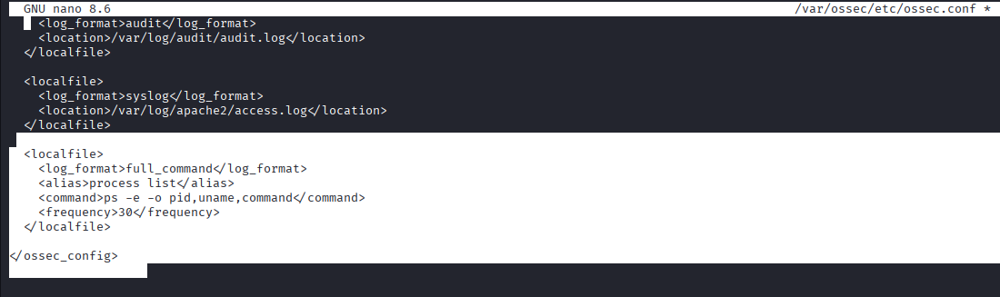 GNU nano 8.6 /var/ossec/etc/ossec.conf *
<log_format>audit</log_format>
<location>/var/log/audit/audit.log</location>
</localfile>
<localfile>
<log_format>syslog</log_format>
<location>/var/log/apache2/access.log</location>
</localfile>
<localfile>
<log_format>full_command</log_format>
<alias>process list</alias>
<command>ps -e -o pid,uname,command</command>
<frequency>30</frequency>
</localfile>
</ossec_config>